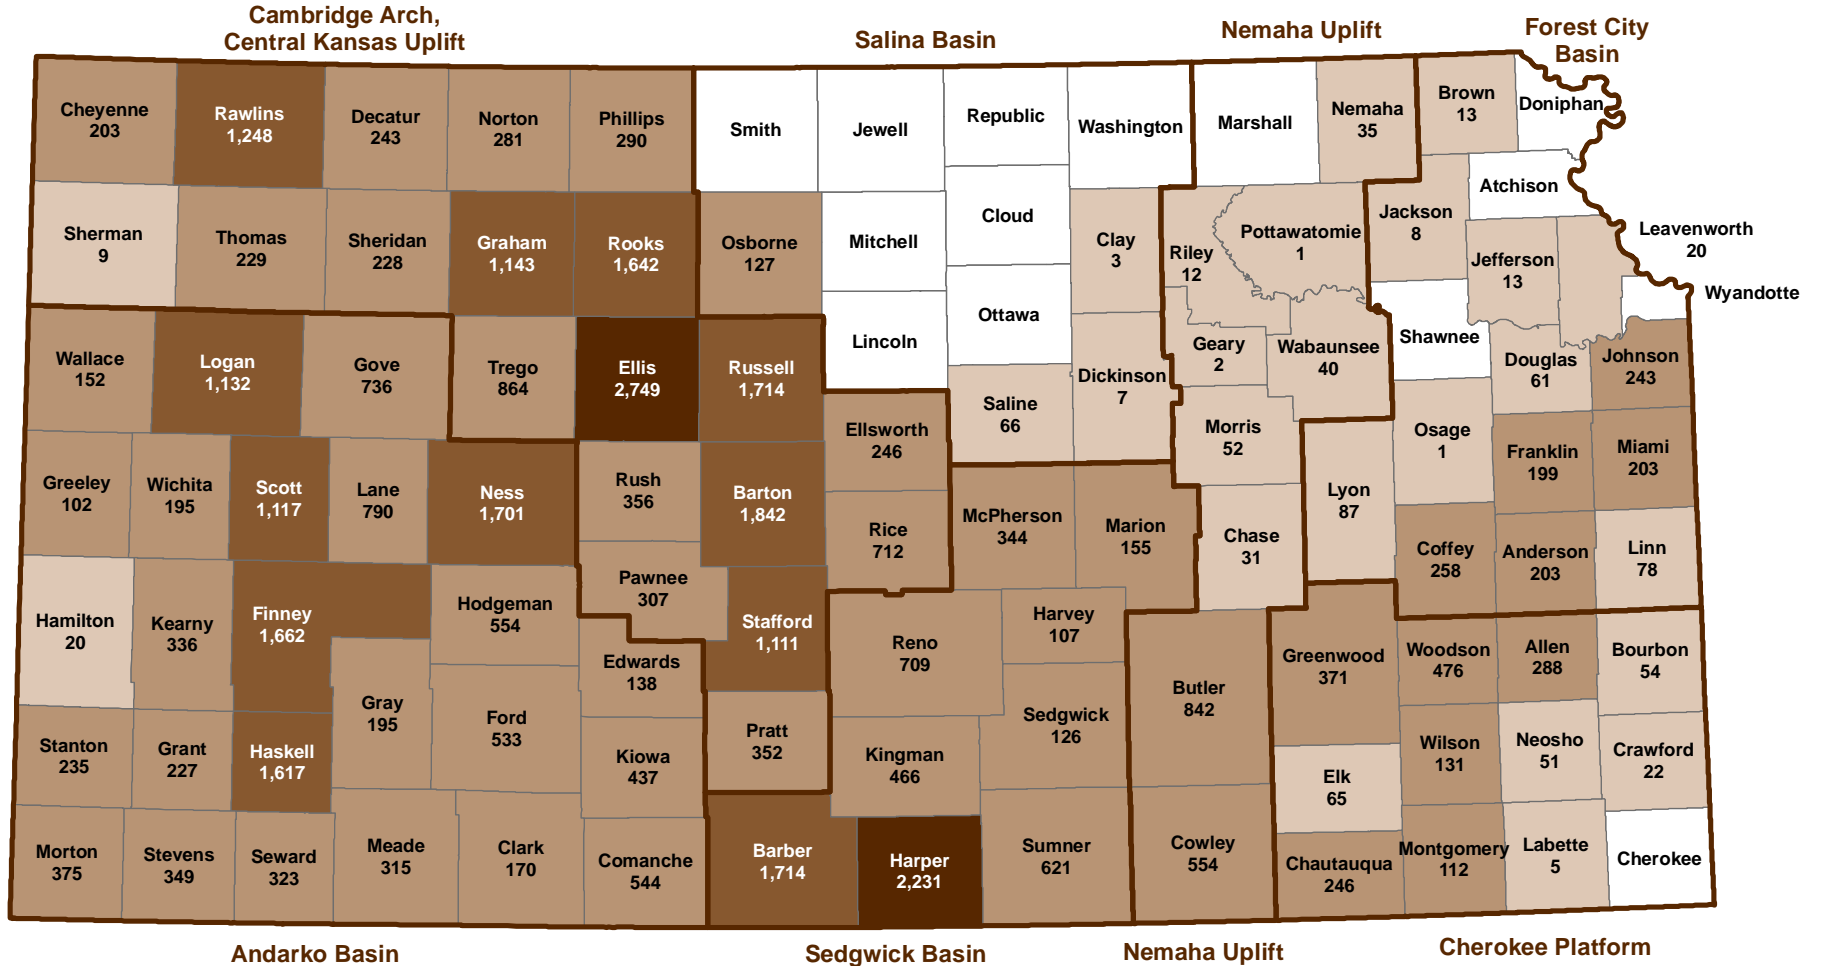 Cambridge Arch,
Central Kansas Uplift
Salina Basin
Nemaha Uplift
Forest City
Basin
Cheyenne
203
Rawlins
1,248
Decatur
243
Norton
281
Phillips
290
Smith
Jewell
Republic
Washington
Marshall
Nemaha
35
Brown
13
Doniphan
Atchison
Sherman
9
Thomas
229
Sheridan
228
Graham
1,143
Rooks
1,642
Osborne
127
Mitchell
Cloud
Clay
3
Riley
12
Pottawatomie
1
Jackson
8
Jefferson
13
Leavenworth
20
Wyandotte
Wallace
152
Logan
1,132
Gove
736
Trego
864
Ellis
2,749
Russell
1,714
Lincoln
Ottawa
Saline
66
Dickinson
7
Geary
2
Wabaunsee
40
Shawnee
Douglas
61
Johnson
243
Greeley
102
Wichita
195
Scott
1,117
Lane
790
Ness
1,701
Rush
356
Barton
1,842
Ellsworth
246
Rice
712
McPherson
344
Marion
155
Morris
52
Chase
31
Lyon
87
Osage
1
Franklin
199
Miami
203
Coffey
258
Anderson
203
Linn
78
Hamilton
20
Kearny
336
Finney
1,662
Hodgeman
554
Pawnee
307
Stafford
1,111
Edwards
138
Reno
709
Harvey
107
Butler
842
Greenwood
371
Woodson
476
Allen
288
Bourbon
54
Stanton
235
Grant
227
Haskell
1,617
Gray
195
Ford
533
Kiowa
437
Pratt
352
Kingman
466
Sedgwick
126
Elk
65
Wilson
131
Neosho
51
Crawford
22
Morton
375
Stevens
349
Seward
323
Meade
315
Clark
170
Comanche
544
Barber
1,714
Harper
2,231
Sumner
621
Cowley
554
Chautauqua
246
Montgomery
112
Labette
5
Cherokee
Andarko Basin
Sedgwick Basin
Nemaha Uplift
Cherokee Platform